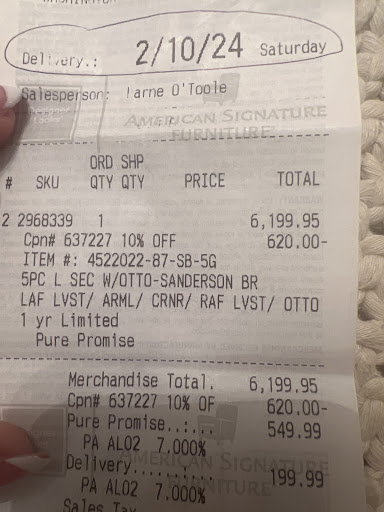 Delivery.: 2/10/24 Saturday
Salesperson: arne O'Toole
AMERICAN SIGNATURE
FURNITURE
ORD SHP
# SKU QTY QTY PRICE TOTAL
2 2968339 1 6,199.95
Cpn# 637227 10% OFF 620.00-
ITEM #: 4522022-87-SB-5G
5PC L SEC W/OTTO-SANDERSON BR
LAF LVST/ ARML/ CRNR/ RAF LVST/ OTTO
1 yr Limited
Pure Promise
Merchandise Total. 6,199.95
Cpn# 637227 10% OF 620.00-
Pure Promise..:... 549.99
PA AL02 7.000%
Delivery....... 199.99
AMERICAN SIGNATURE
PA AL02 7.000%
FURNITURE
Sales Tax